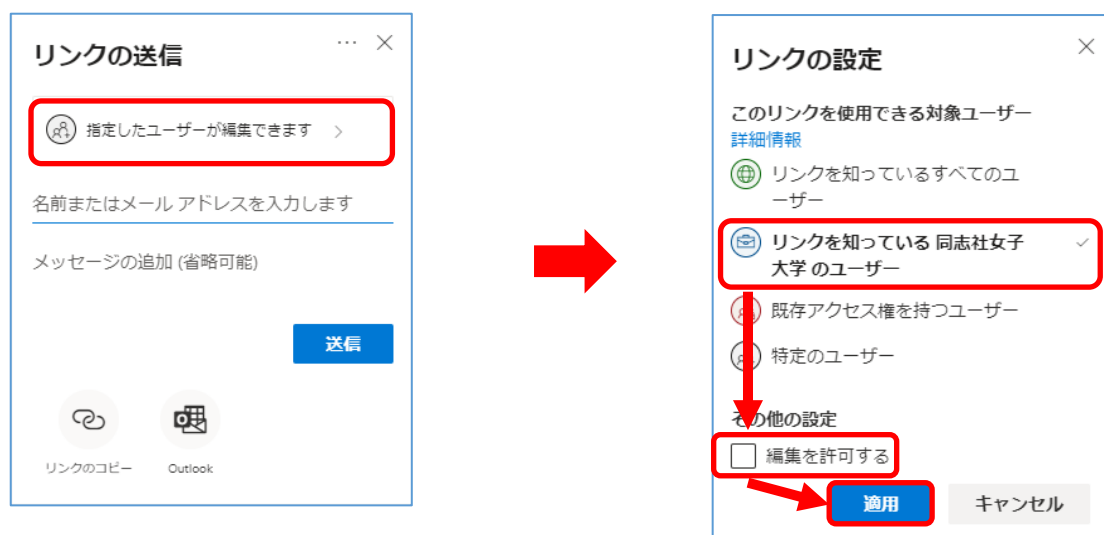 リンクの送信
指定したユーザーが編集できます
名前またはメール アドレスを入力します
メッセージの追加 (省略可能)
送信
リンクのコピー
Outlook
リンクの設定
このリンクを使用できる対象ユーザー
詳細情報
リンクを知っているすべてのユ
ーザー
リンクを知っている 同志社女子
大学 のユーザー
既存アクセス権を持つユーザー
特定のユーザー
その他の設定
編集を許可する
適用
キャンセル